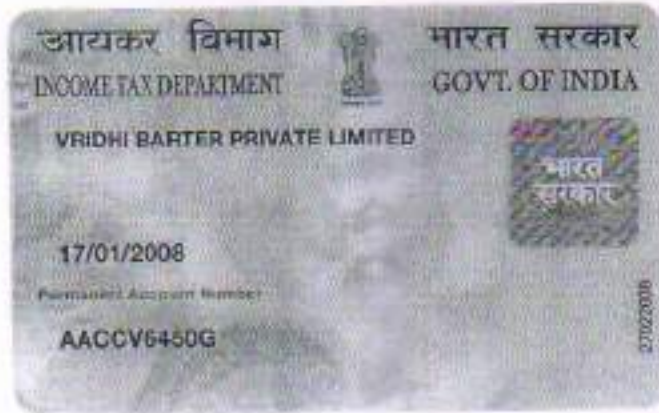 आयकर विभाग
भारत सरकार
INCOME TAX DEPARTMENT
GOVT. OF INDIA
VRIDHI BARTER PRIVATE LIMITED
भारत
सरकार
17/01/2008
Permanent Account Number
AACCV6450G
27022008